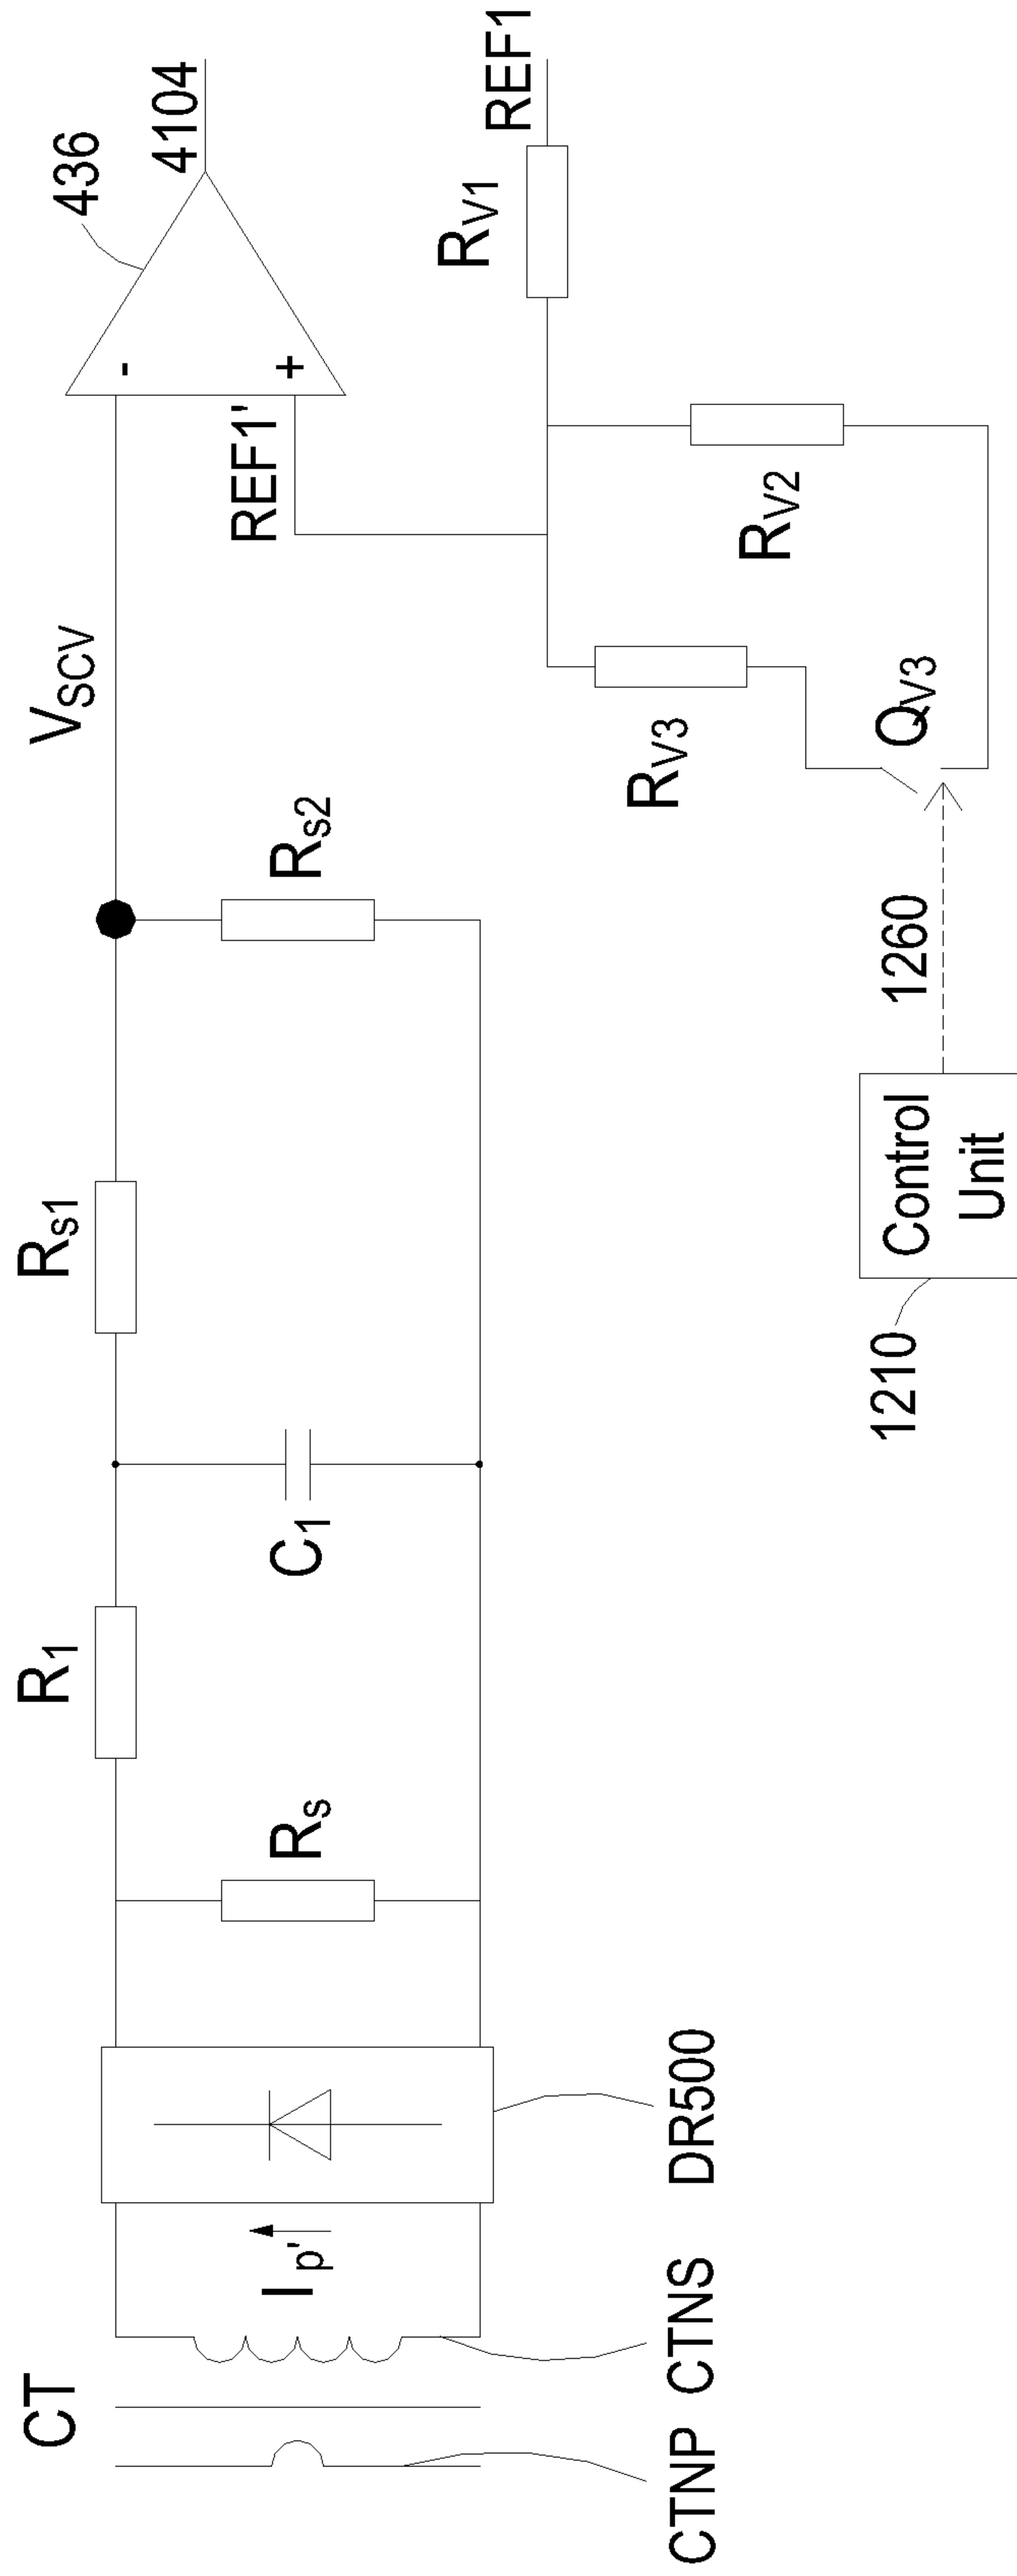 CT
CTNP
CTNS
DR500
Ip'
Rs
R1
C1
Rs1
Rs2
VSCV
REF1'
-
+
436
4104
REF1
RV1
RV2
RV3
QV3
1260
Control
Unit
1210